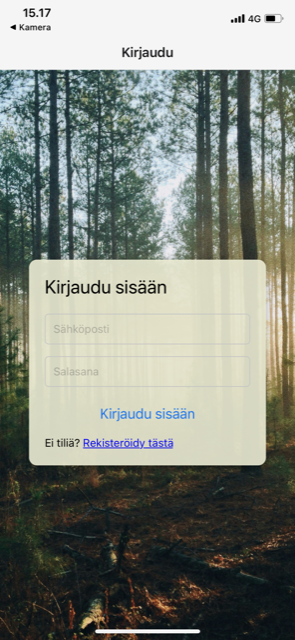 15.17
4G
◀ Kamera
Kirjaudu
Kirjaudu sisään
Sähköposti
Salasana
Kirjaudu sisään
Ei tiliä? Rekisteröidy tästä